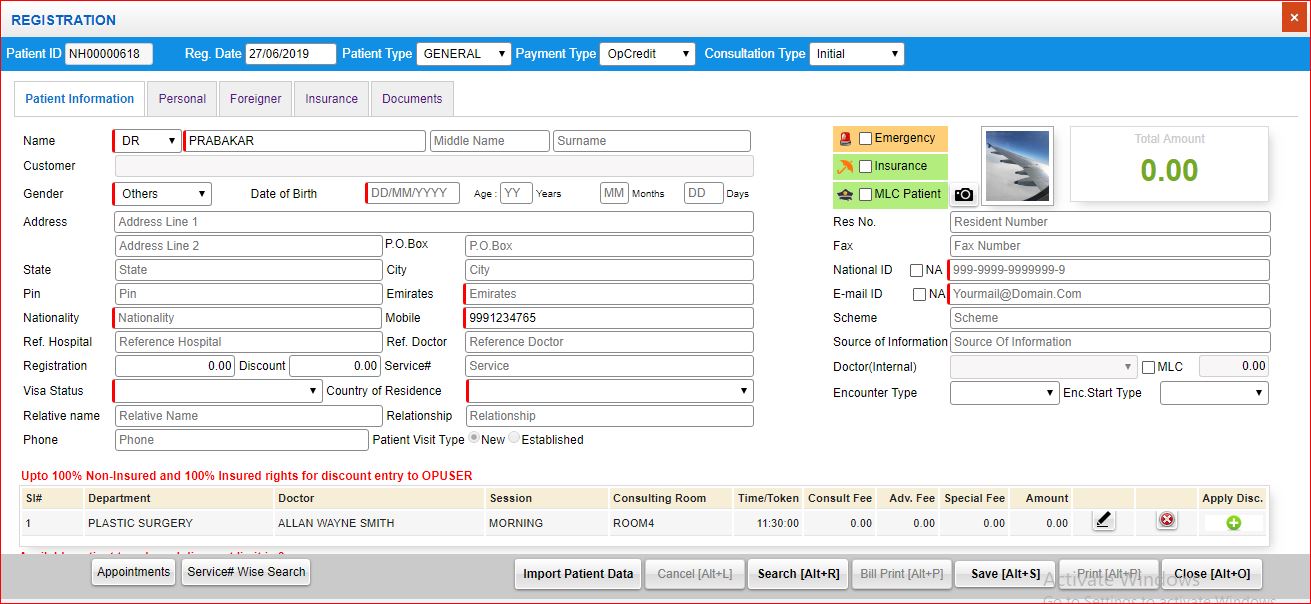 REGISTRATION ×
Patient ID NH00000618 Reg. Date 27/06/2019 Patient Type GENERAL Payment Type OpCredit Consultation Type Initial
Patient Information Personal Foreigner Insurance Documents
Name DR PRABAKAR Middle Name Surname Emergency Total Amount
Customer Insurance 0.00
Gender Others Date of Birth DD/MM/YYYY Age : YY Years MM Months DD Days MLC Patient
Address Address Line 1 Res No. Resident Number
Address Line 2 P.O.Box P.O.Box Fax Fax Number
State State City City National ID NA 999-9999-9999999-9
Pin Pin Emirates Emirates E-mail ID NA Yourmail@Domain.Com
Nationality Nationality Mobile 9991234765 Scheme Scheme
Ref. Hospital Reference Hospital Ref. Doctor Reference Doctor Source of Information Source Of Information
Registration 0.00 Discount 0.00 Service# Service Doctor(Internal) MLC 0.00
Visa Status Country of Residence Encounter Type Enc.Start Type
Relative name Relative Name Relationship Relationship
Phone Phone Patient Visit Type New Established
Upto 100% Non-Insured and 100% Insured rights for discount entry to OPUSER
Sl# Department Doctor Session Consulting Room Time/Token Consult Fee Adv. Fee Special Fee Amount Apply Disc.
1 PLASTIC SURGERY ALLAN WAYNE SMITH MORNING ROOM4 11:30:00 0.00 0.00 0.00 0.00
Appointments Service# Wise Search Import Patient Data Cancel [Alt+L] Search [Alt+R] Bill Print [Alt+P] Save [Alt+S] Print [Alt+P] Close [Alt+O]
Activate Windows
Go to Settings to activate Windows.